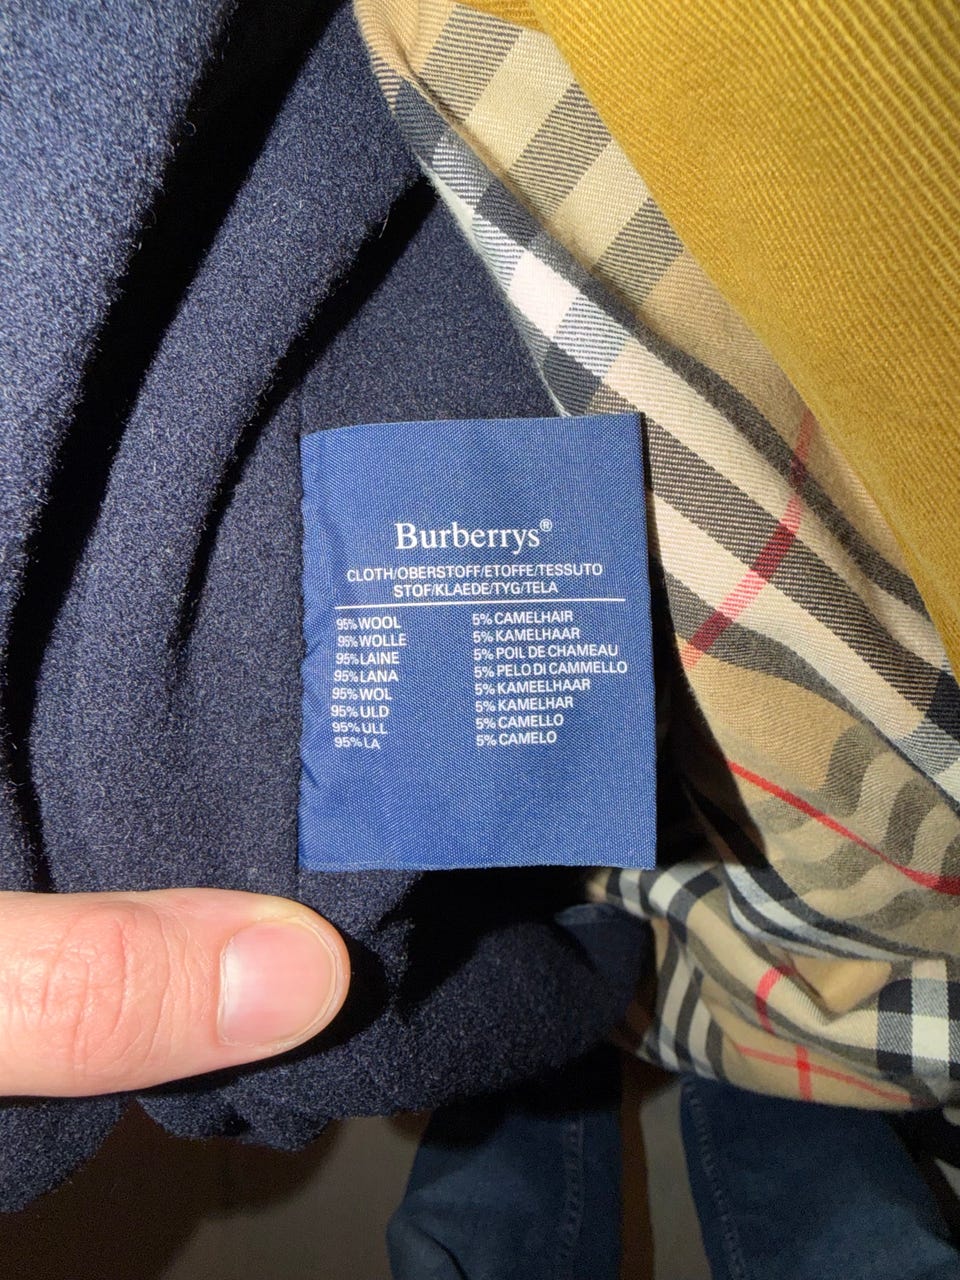 Burberrys®
CLOTH/OBERSTOFF/ETOFFE/TESSUTO
STOF/KLAEDE/TYG/TELA
95% WOOL 5% CAMELHAIR
95% WOLLE 5% KAMELHAAR
95% LAINE 5% POIL DE CHAMEAU
95% LANA 5% PELO DI CAMMELLO
95% WOL 5% KAMEELHAAR
95% ULD 5% KAMELHAR
95% ULL 5% CAMELLO
95% LA 5% CAMELO